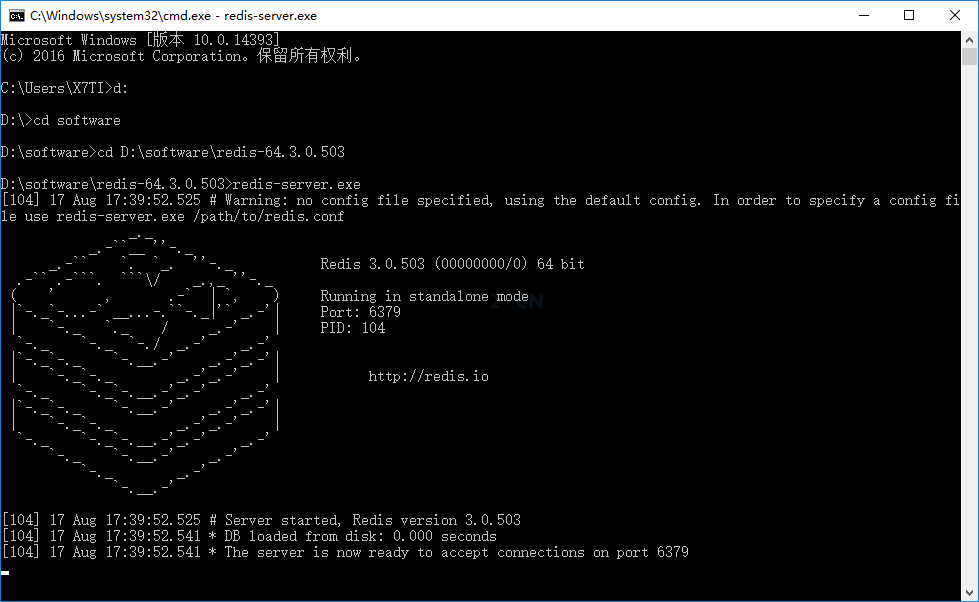 C:\Windows\system32\cmd.exe - redis-server.exe
Microsoft Windows [版本 10.0.14393]
(c) 2016 Microsoft Corporation。保留所有权利。
C:\Users\X7TI>d:
D:\>cd software
D:\software>cd D:\software\redis-64.3.0.503
D:\software\redis-64.3.0.503>redis-server.exe
[104] 17 Aug 17:39:52.525 # Warning: no config file specified, using the default config. In order to specify a config fi
le use redis-server.exe /path/to/redis.conf
Redis 3.0.503 (00000000/0) 64 bit
Running in standalone mode
Port: 6379
PID: 104
http://redis.io
[104] 17 Aug 17:39:52.525 # Server started, Redis version 3.0.503
[104] 17 Aug 17:39:52.541 * DB loaded from disk: 0.000 seconds
[104] 17 Aug 17:39:52.541 * The server is now ready to accept connections on port 6379